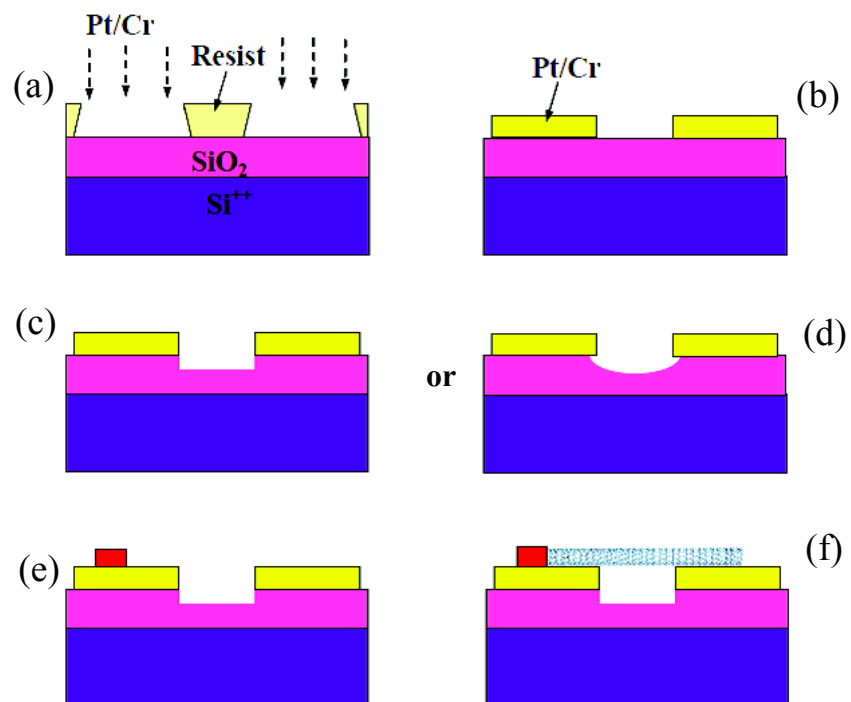 Pt/Cr
Resist
(a)
SiO₂
Si⁺⁺
Pt/Cr
(b)
(c)
or
(d)
(e)
(f)